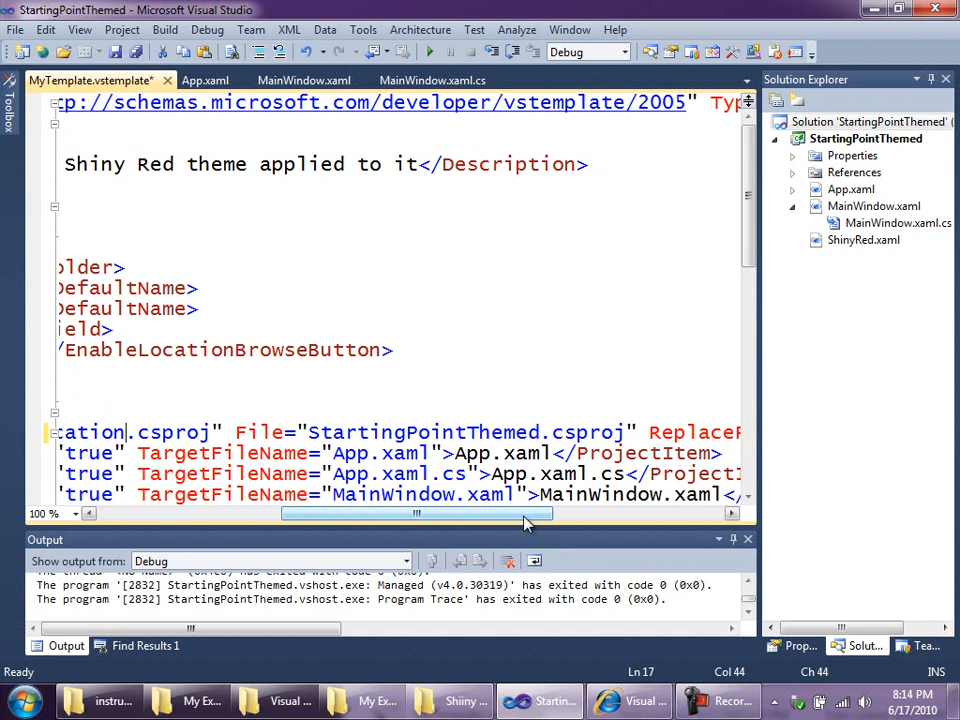 StartingPointThemed - Microsoft Visual Studio
File Edit View Project Build Debug Team XML Data Tools Architecture Test Analyze Window Help
Debug
MyTemplate.vstemplate* App.xaml MainWindow.xaml MainWindow.xaml.cs
Toolbox
tp://schemas.microsoft.com/developer/vstemplate/2005" Typ
Shiny Red theme applied to it</Description>
older>
DefaultName>
DefaultName>
ield>
/EnableLocationBrowseButton>
cation.csproj" File="StartingPointThemed.csproj" ReplaceP
"true" TargetFileName="App.xaml">App.xaml</ProjectItem>
"true" TargetFileName="App.xaml.cs">App.xaml.cs</ProjectI
"true" TargetFileName="MainWindow.xaml">MainWindow.xaml</
100 %
Solution Explorer
Solution 'StartingPointThemed' (
StartingPointThemed
Properties
References
App.xaml
MainWindow.xaml
MainWindow.xaml.cs
ShinyRed.xaml
Output
Show output from: Debug
The program '[2832] StartingPointThemed.vshost.exe: Managed (v4.0.30319)' has exited with code 0 (0x0).
The program '[2832] StartingPointThemed.vshost.exe: Program Trace' has exited with code 0 (0x0).
Output Find Results 1
Prop... Solut... Tea...
Ready Ln 17 Col 44 Ch 44 INS
instru... My Ex... Visual ... My Ex... Shiiny ... Startin... Visual ... Recor...
8:14 PM
6/17/2010